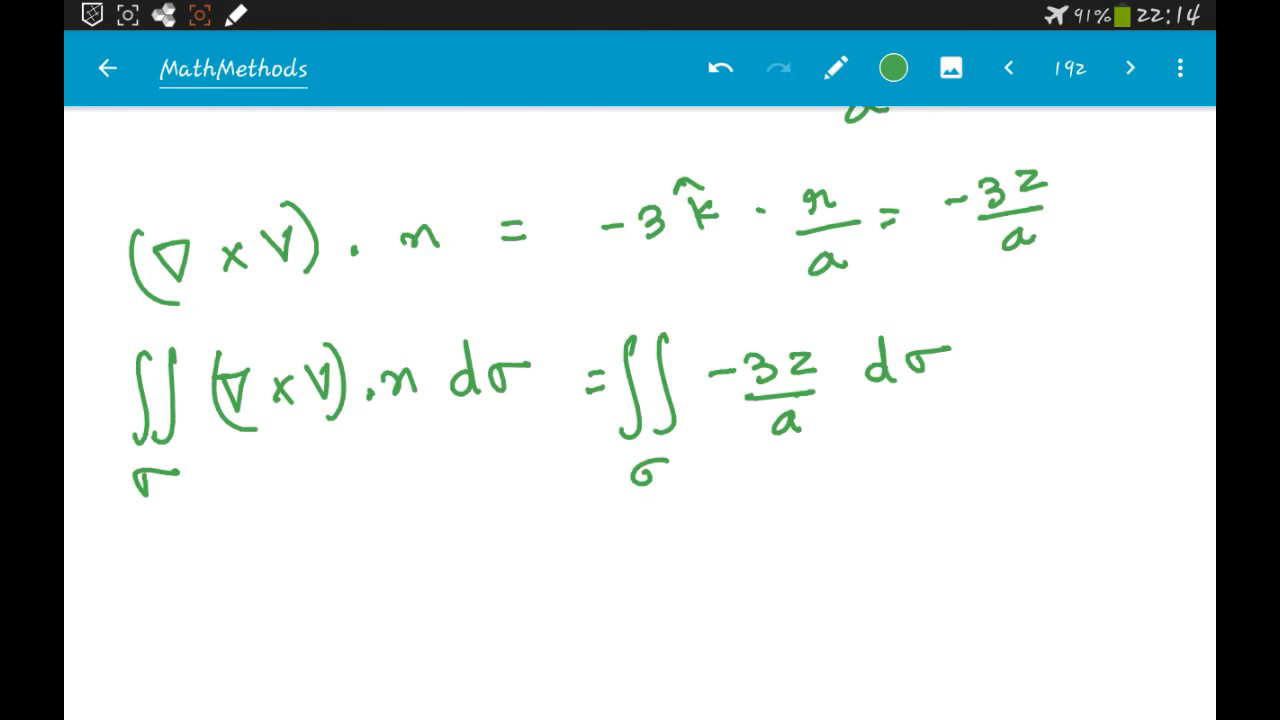 91% 22:14
MathMethods 192
a
(∇ × V) · n = -3k̂ · r/a = -3z/a
∬σ (∇ × V) · n dσ = ∬σ -3z/a dσ